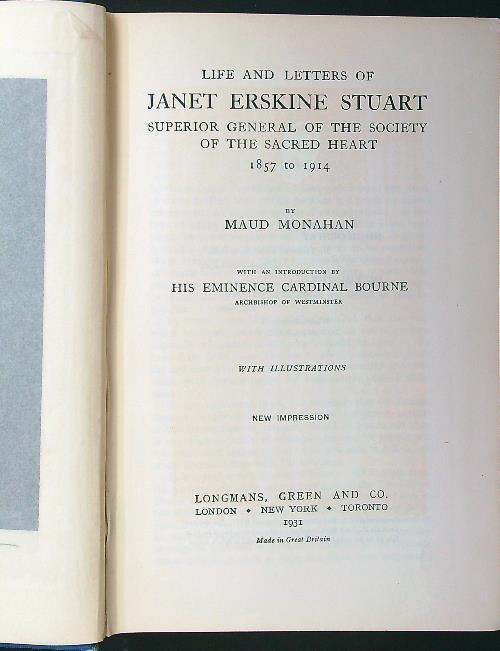 LIFE AND LETTERS OF
JANET ERSKINE STUART
SUPERIOR GENERAL OF THE SOCIETY
OF THE SACRED HEART
1857 to 1914
BY
MAUD MONAHAN
WITH AN INTRODUCTION BY
HIS EMINENCE CARDINAL BOURNE
ARCHBISHOP OF WESTMINSTER
WITH ILLUSTRATIONS
NEW IMPRESSION
LONGMANS, GREEN AND CO.
LONDON ✦ NEW YORK ✦ TORONTO
1931
Made in Great Britain